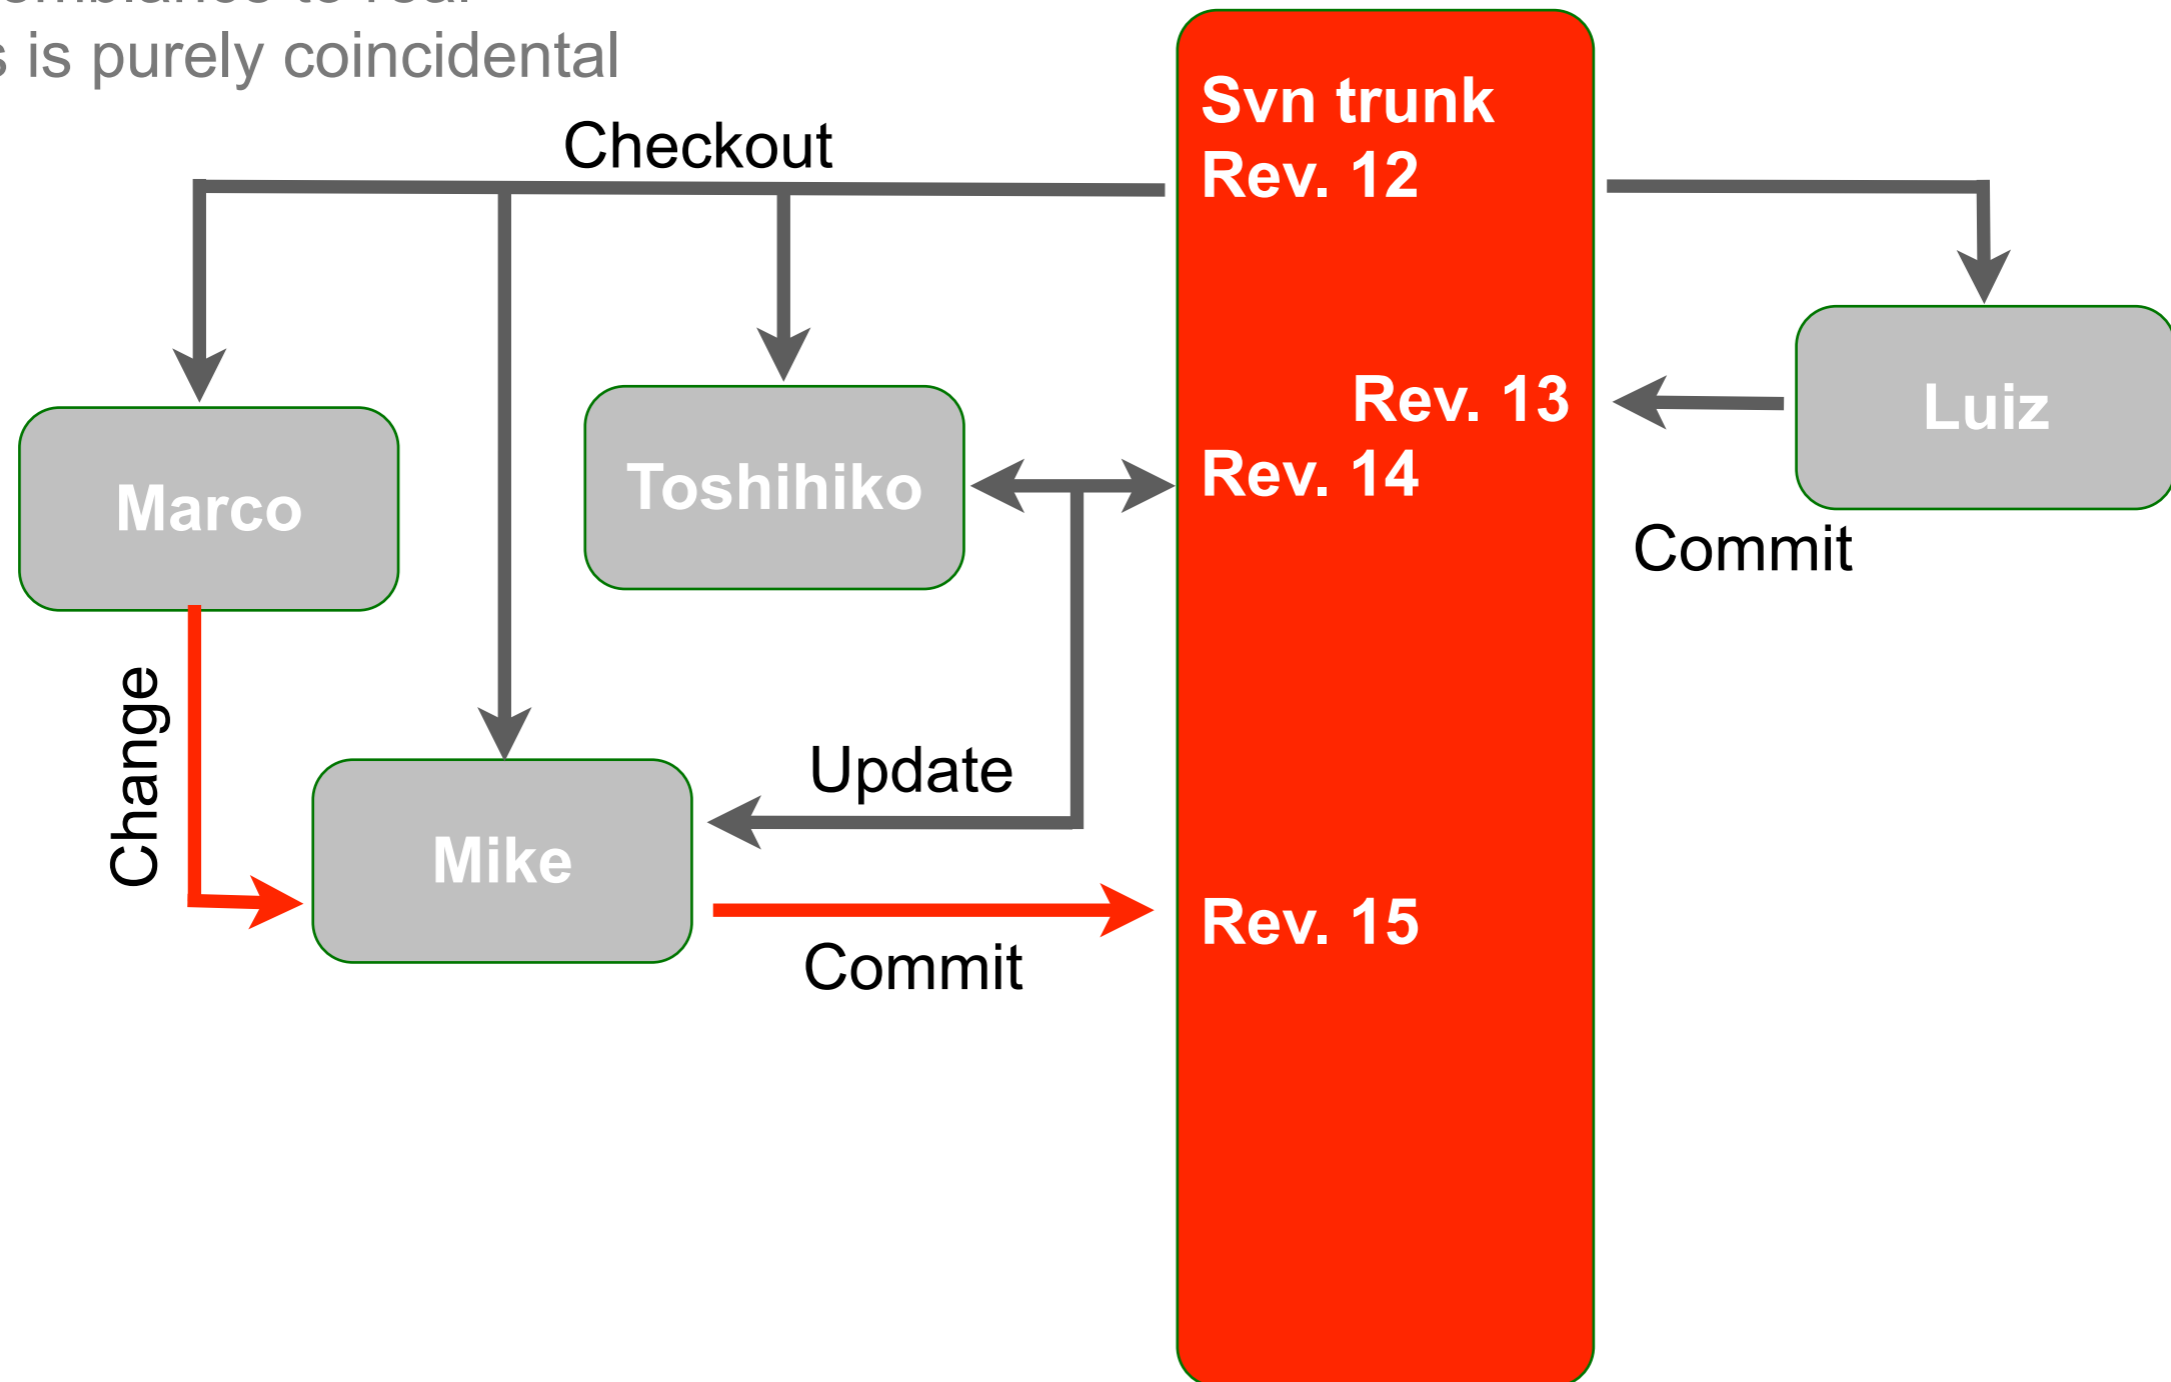 s is purely coincidental
Svn trunk
Rev. 12
Checkout
Rev. 13
Luiz
Rev. 14
Toshihiko
Marco
Commit
Change
Update
Mike
Rev. 15
Commit